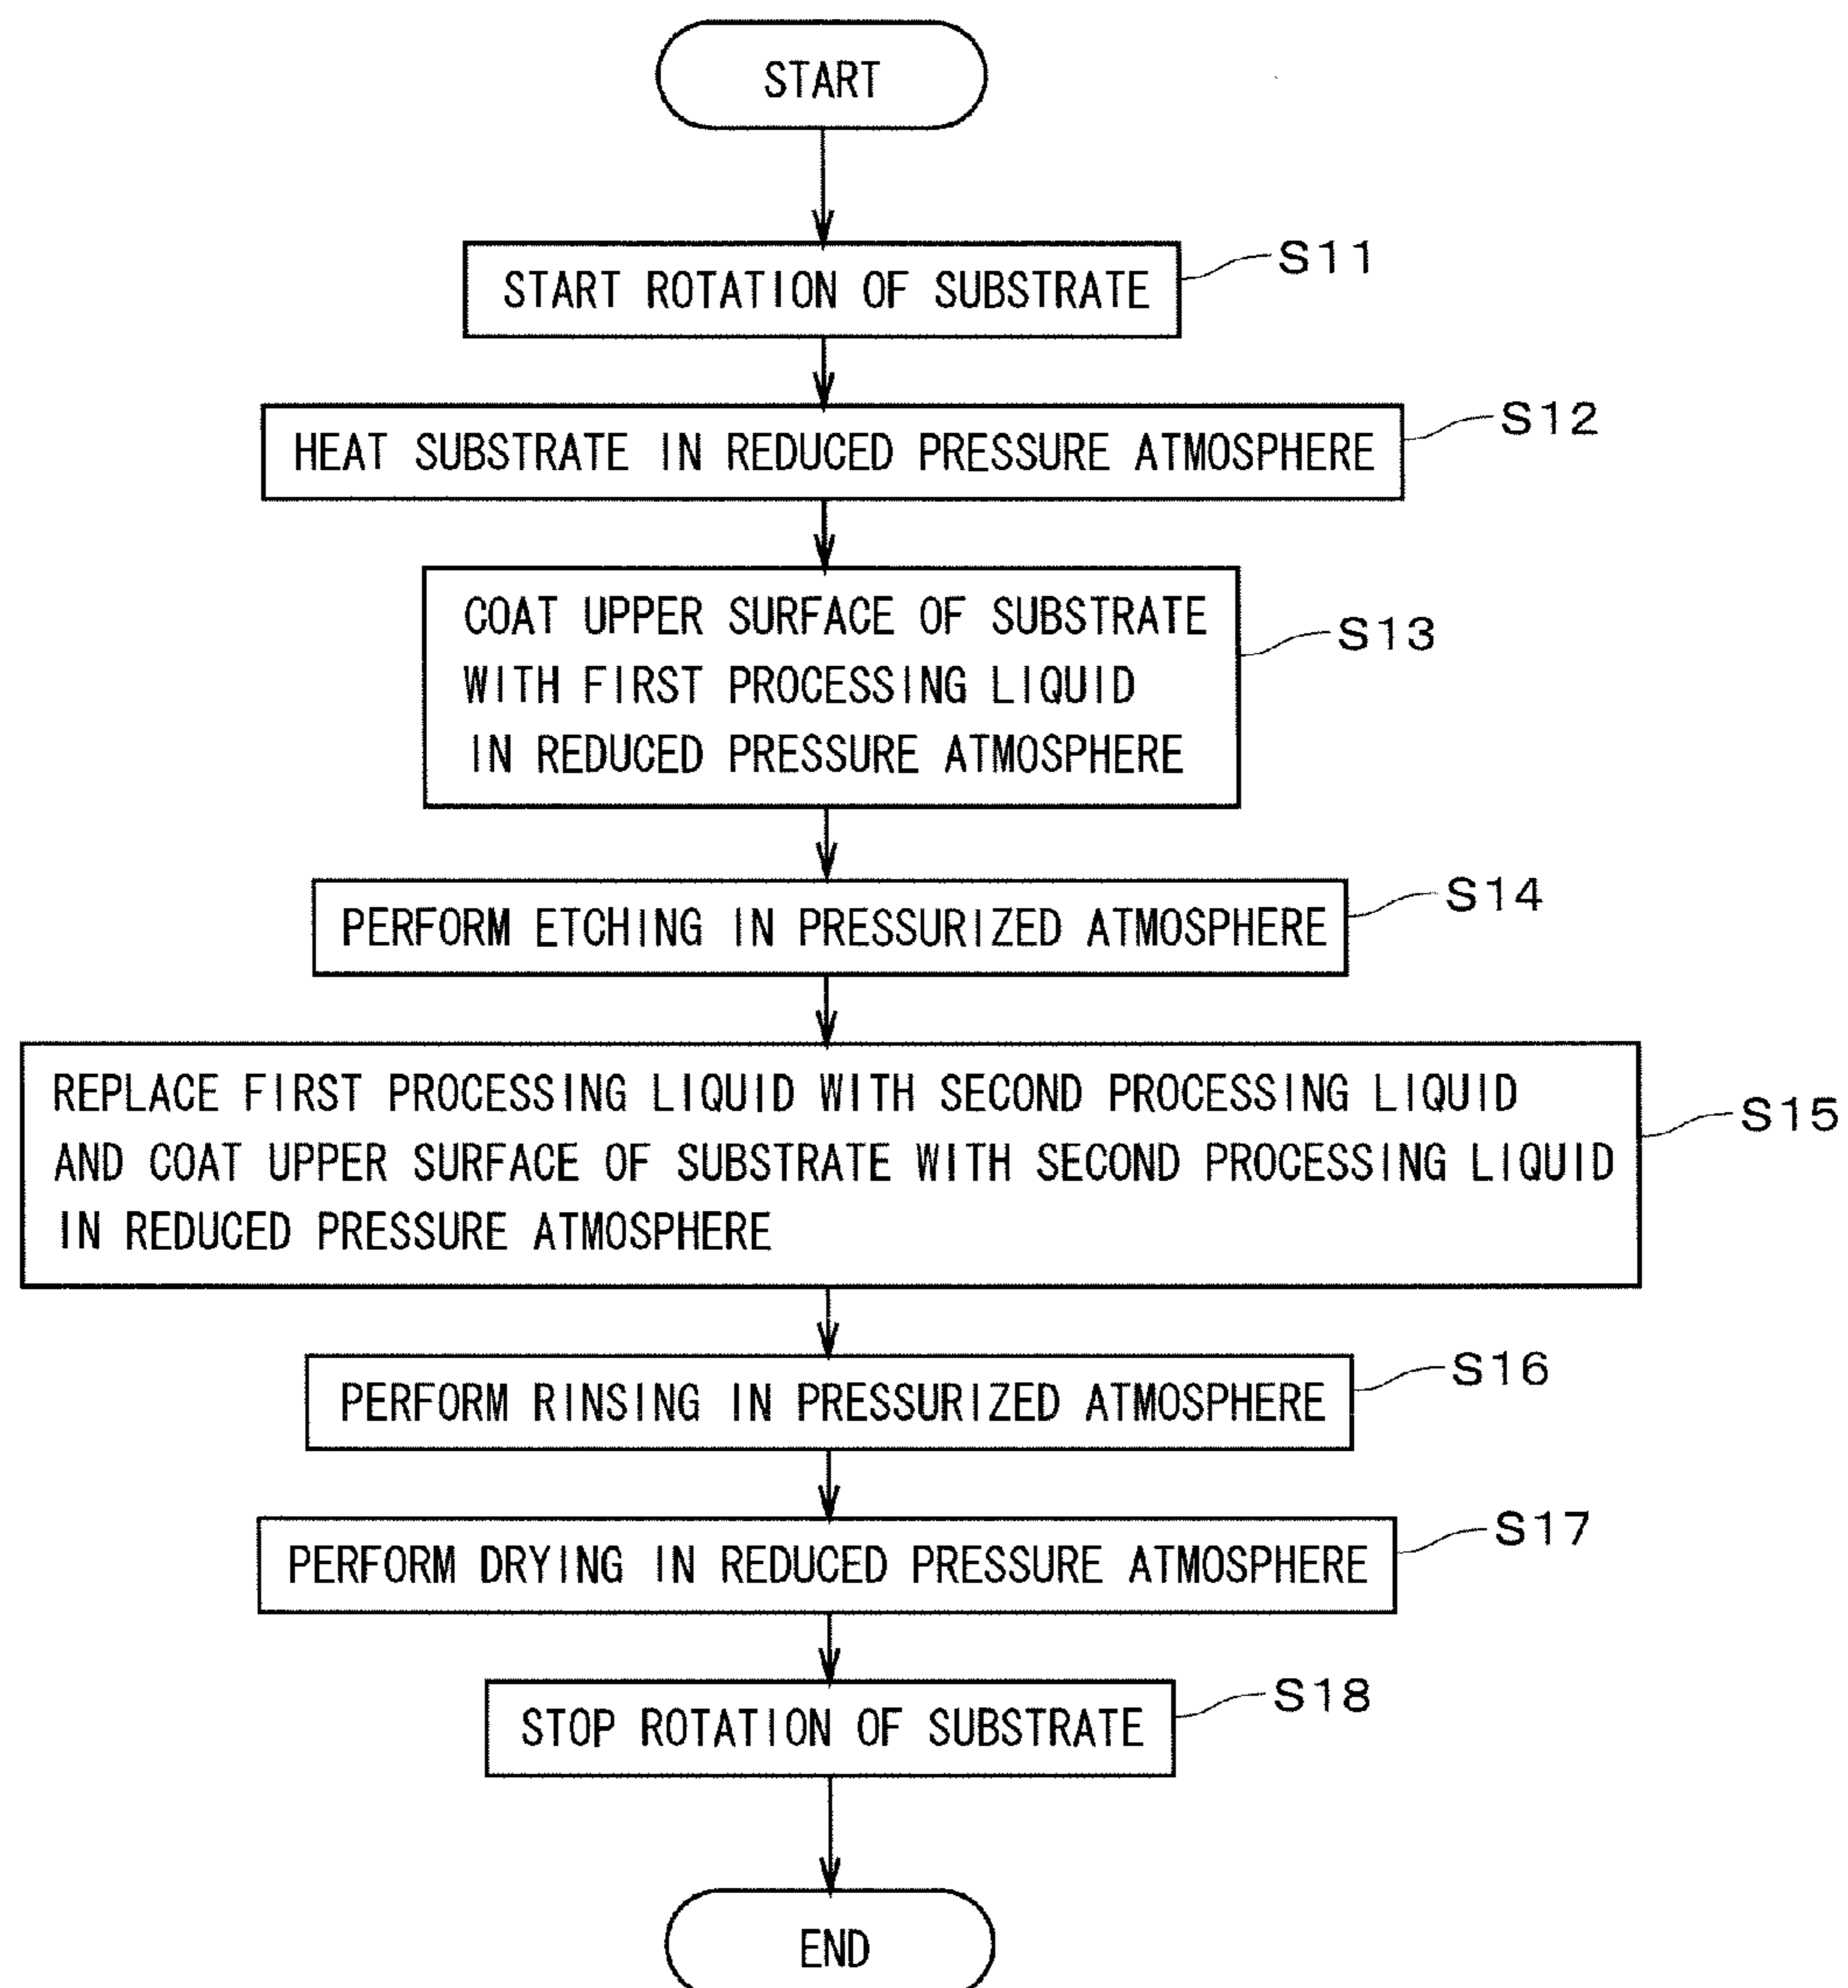 START
START ROTATION OF SUBSTRATE
S11
HEAT SUBSTRATE IN REDUCED PRESSURE ATMOSPHERE
S12
COAT UPPER SURFACE OF SUBSTRATE
WITH FIRST PROCESSING LIQUID
IN REDUCED PRESSURE ATMOSPHERE
S13
PERFORM ETCHING IN PRESSURIZED ATMOSPHERE
S14
REPLACE FIRST PROCESSING LIQUID WITH SECOND PROCESSING LIQUID
AND COAT UPPER SURFACE OF SUBSTRATE WITH SECOND PROCESSING LIQUID
IN REDUCED PRESSURE ATMOSPHERE
S15
PERFORM RINSING IN PRESSURIZED ATMOSPHERE
S16
PERFORM DRYING IN REDUCED PRESSURE ATMOSPHERE
S17
STOP ROTATION OF SUBSTRATE
S18
END